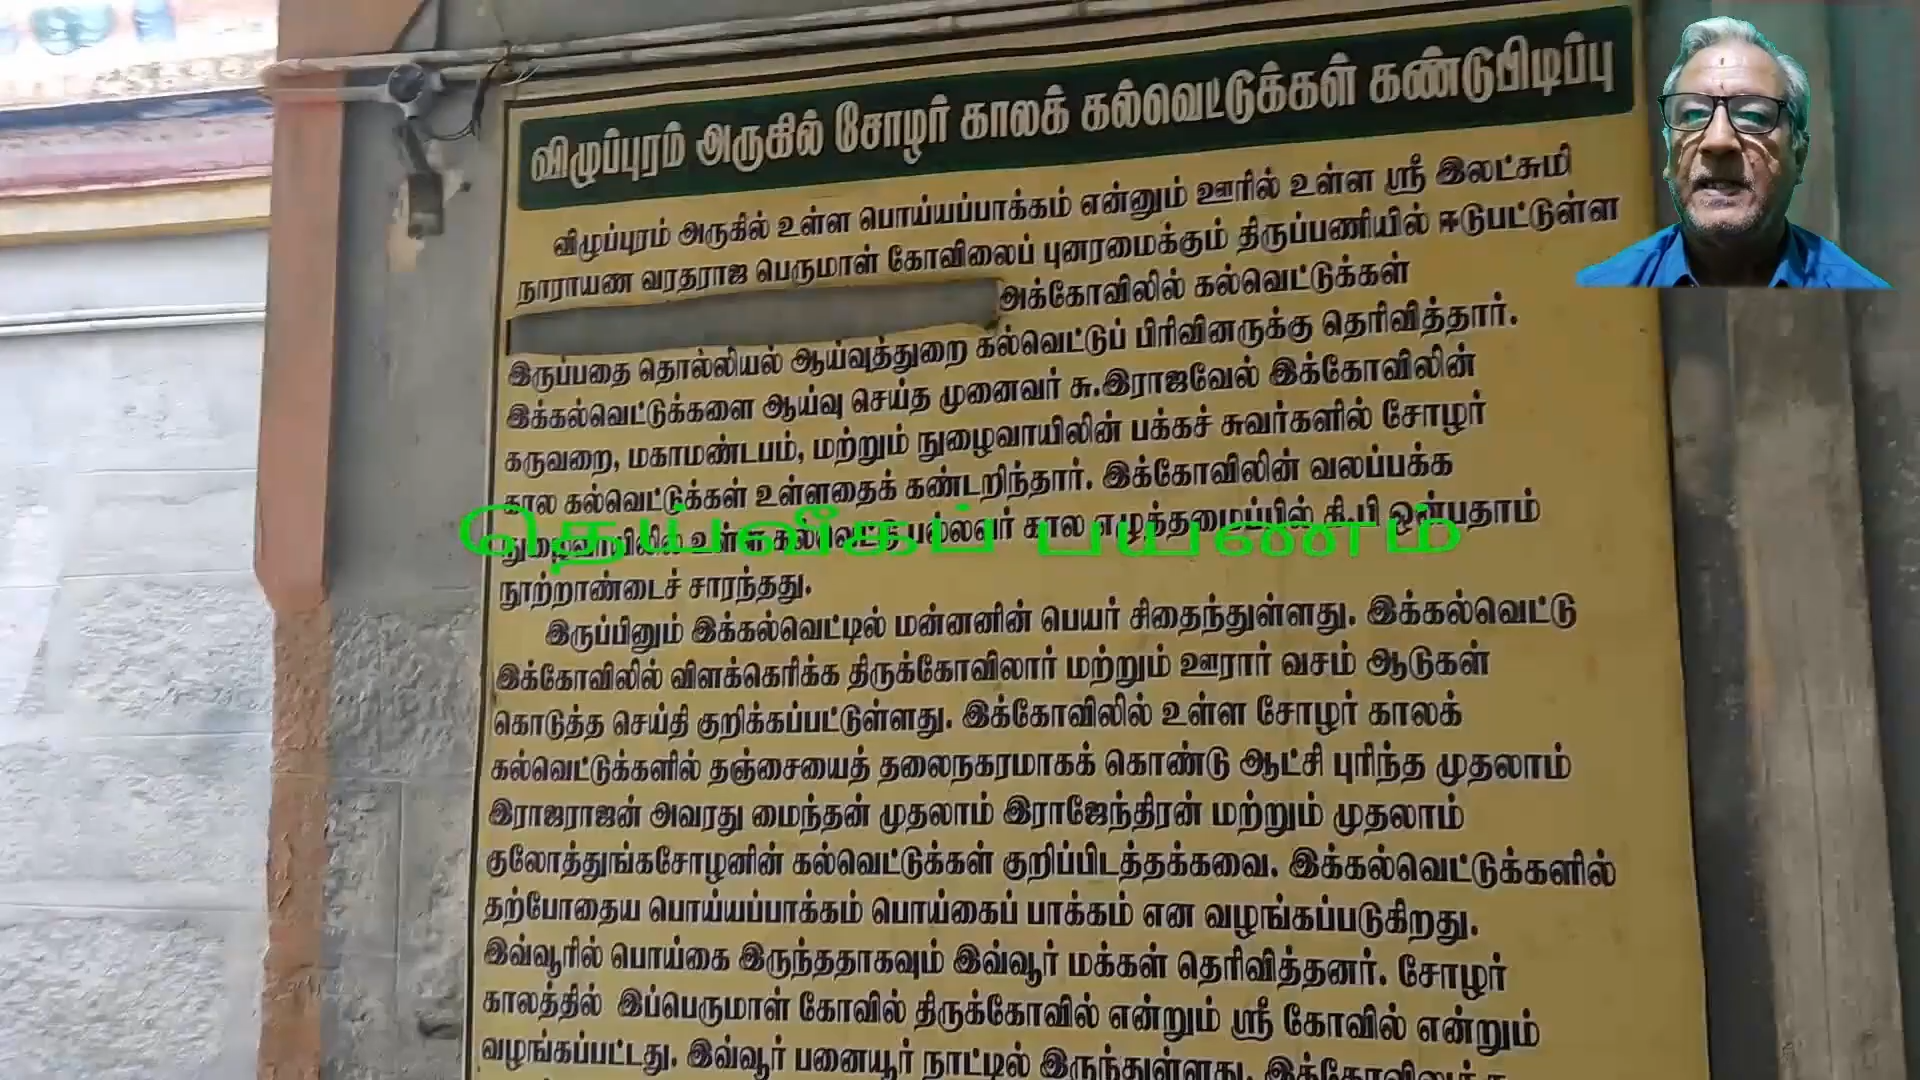 விழுப்புரம் அருகில் சோழர் காலக் கல்வெட்டுக்கள் கண்டுபிடிப்பு
விழுப்புரம் அருகில் உள்ள பொய்யப்பாக்கம் என்னும் ஊரில் உள்ள ஸ்ரீ இலட்சுமி
நாராயண வரதராஜ பெருமாள் கோவிலைப் புனரமைக்கும் திருப்பணியில் ஈடுபட்டுள்ள
அக்கோவிலில் கல்வெட்டுக்கள்
இருப்பதை தொல்லியல் ஆய்வுத்துறை கல்வெட்டுப் பிரிவினருக்கு தெரிவித்தார்.
இக்கல்வெட்டுக்களை ஆய்வு செய்த முனைவர் சு.இராஜவேல் இக்கோவிலின்
கருவறை, மகாமண்டபம், மற்றும் நுழைவாயிலின் பக்கச் சுவர்களில் சோழர்
கால கல்வெட்டுக்கள் உள்ளதைக் கண்டறிந்தார். இக்கோவிலின் வலப்பக்க
நுழைவாயிலில் உள்ள கல்வெட்டு பல்லவர் கால எழுத்தமைப்பில் கி.பி ஒன்பதாம்
தெய்வீகப் பயணம்
நூற்றாண்டைச் சாரந்தது.
இருப்பினும் இக்கல்வெட்டில் மன்னனின் பெயர் சிதைந்துள்ளது. இக்கல்வெட்டு
இக்கோவிலில் விளக்கெரிக்க திருக்கோவிலார் மற்றும் ஊரார் வசம் ஆடுகள்
கொடுத்த செய்தி குறிக்கப்பட்டுள்ளது. இக்கோவிலில் உள்ள சோழர் காலக்
கல்வெட்டுக்களில் தஞ்சையைத் தலைநகரமாகக் கொண்டு ஆட்சி புரிந்த முதலாம்
இராஜராஜன் அவரது மைந்தன் முதலாம் இராஜேந்திரன் மற்றும் முதலாம்
குலோத்துங்கசோழனின் கல்வெட்டுக்கள் குறிப்பிடத்தக்கவை. இக்கல்வெட்டுக்களில்
தற்போதைய பொய்யப்பாக்கம் பொய்கைப் பாக்கம் என வழங்கப்படுகிறது.
இவ்வூரில் பொய்கை இருந்ததாகவும் இவ்வூர் மக்கள் தெரிவித்தனர். சோழர்
காலத்தில் இப்பெருமாள் கோவில் திருக்கோவில் என்றும் ஸ்ரீ கோவில் என்றும்
வழங்கப்பட்டது. இவ்வூர் பனையூர் நாட்டில் இருந்துள்ளது.